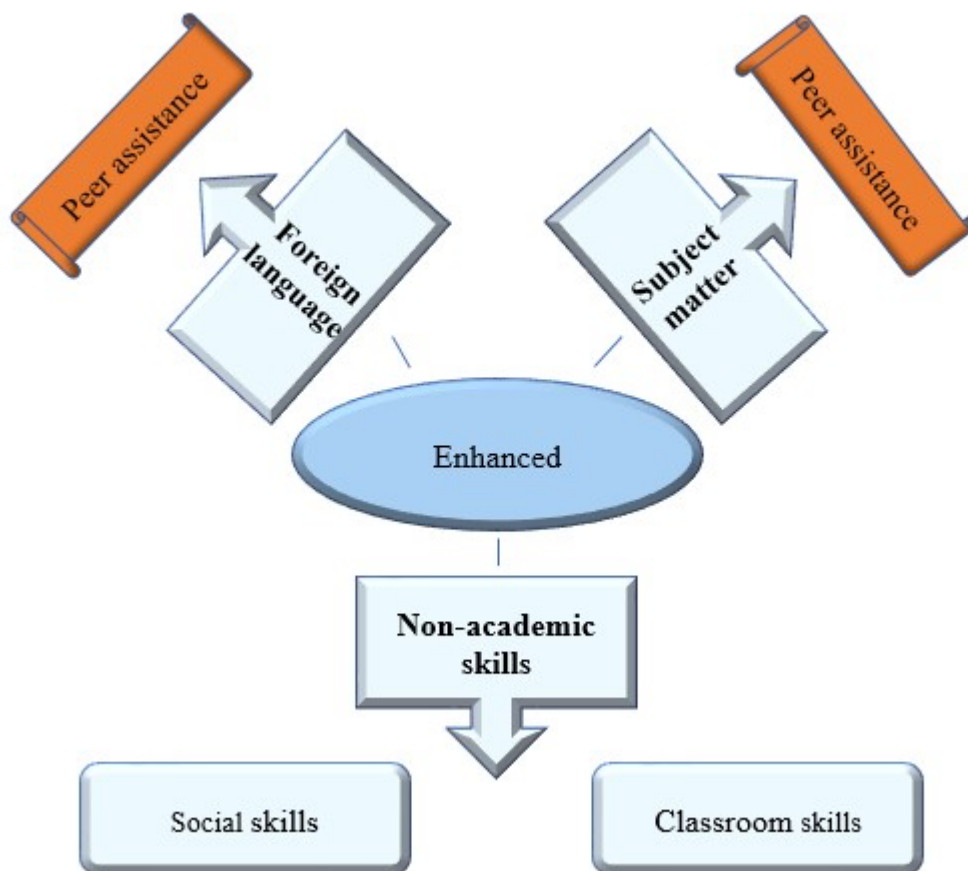 Peer assistance
Peer assistance
Foreign
language
Subject
matter
Enhanced
Non-academic
skills
Social skills
Classroom skills